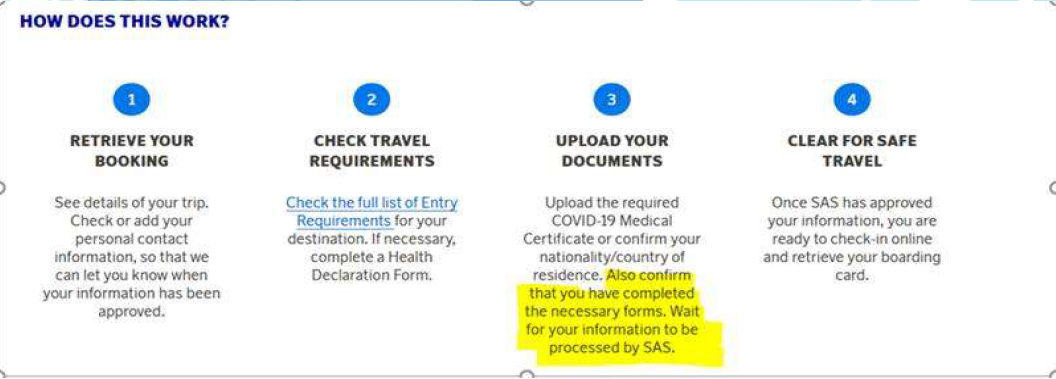 HOW DOES THIS WORK?
1
RETRIEVE YOUR
BOOKING
See details of your trip.
Check or add your
personal contact
information, so that we
can let you know when
your information has been
approved.
2
CHECK TRAVEL
REQUIREMENTS
Check the full list of Entry
Requirements for your
destination. If necessary,
complete a Health
Declaration Form.
3
UPLOAD YOUR
DOCUMENTS
Upload the required
COVID-19 Medical
Certificate or confirm your
nationality/country of
residence. Also confirm
that you have completed
the necessary forms. Wait
for your information to be
processed by SAS.
4
CLEAR FOR SAFE
TRAVEL
Once SAS has approved
your information, you are
ready to check-in online
and retrieve your boarding
card.